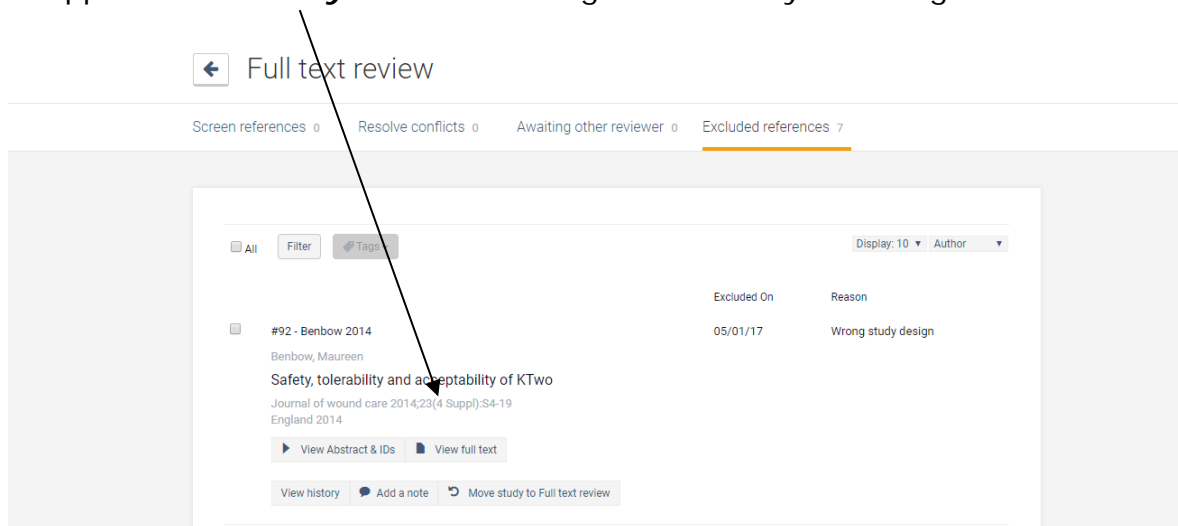 Full text review
Screen references 0 Resolve conflicts 0 Awaiting other reviewer 0 Excluded references 7
All Filter Tags Display: 10 ▼ Author ▼
Excluded On Reason
#92 - Benbow 2014 05/01/17 Wrong study design
Benbow, Maureen
Safety, tolerability and acceptability of KTwo
Journal of wound care 2014;23(4 Suppl):S4-19
England 2014
View Abstract & IDs View full text
View history Add a note Move study to Full text review